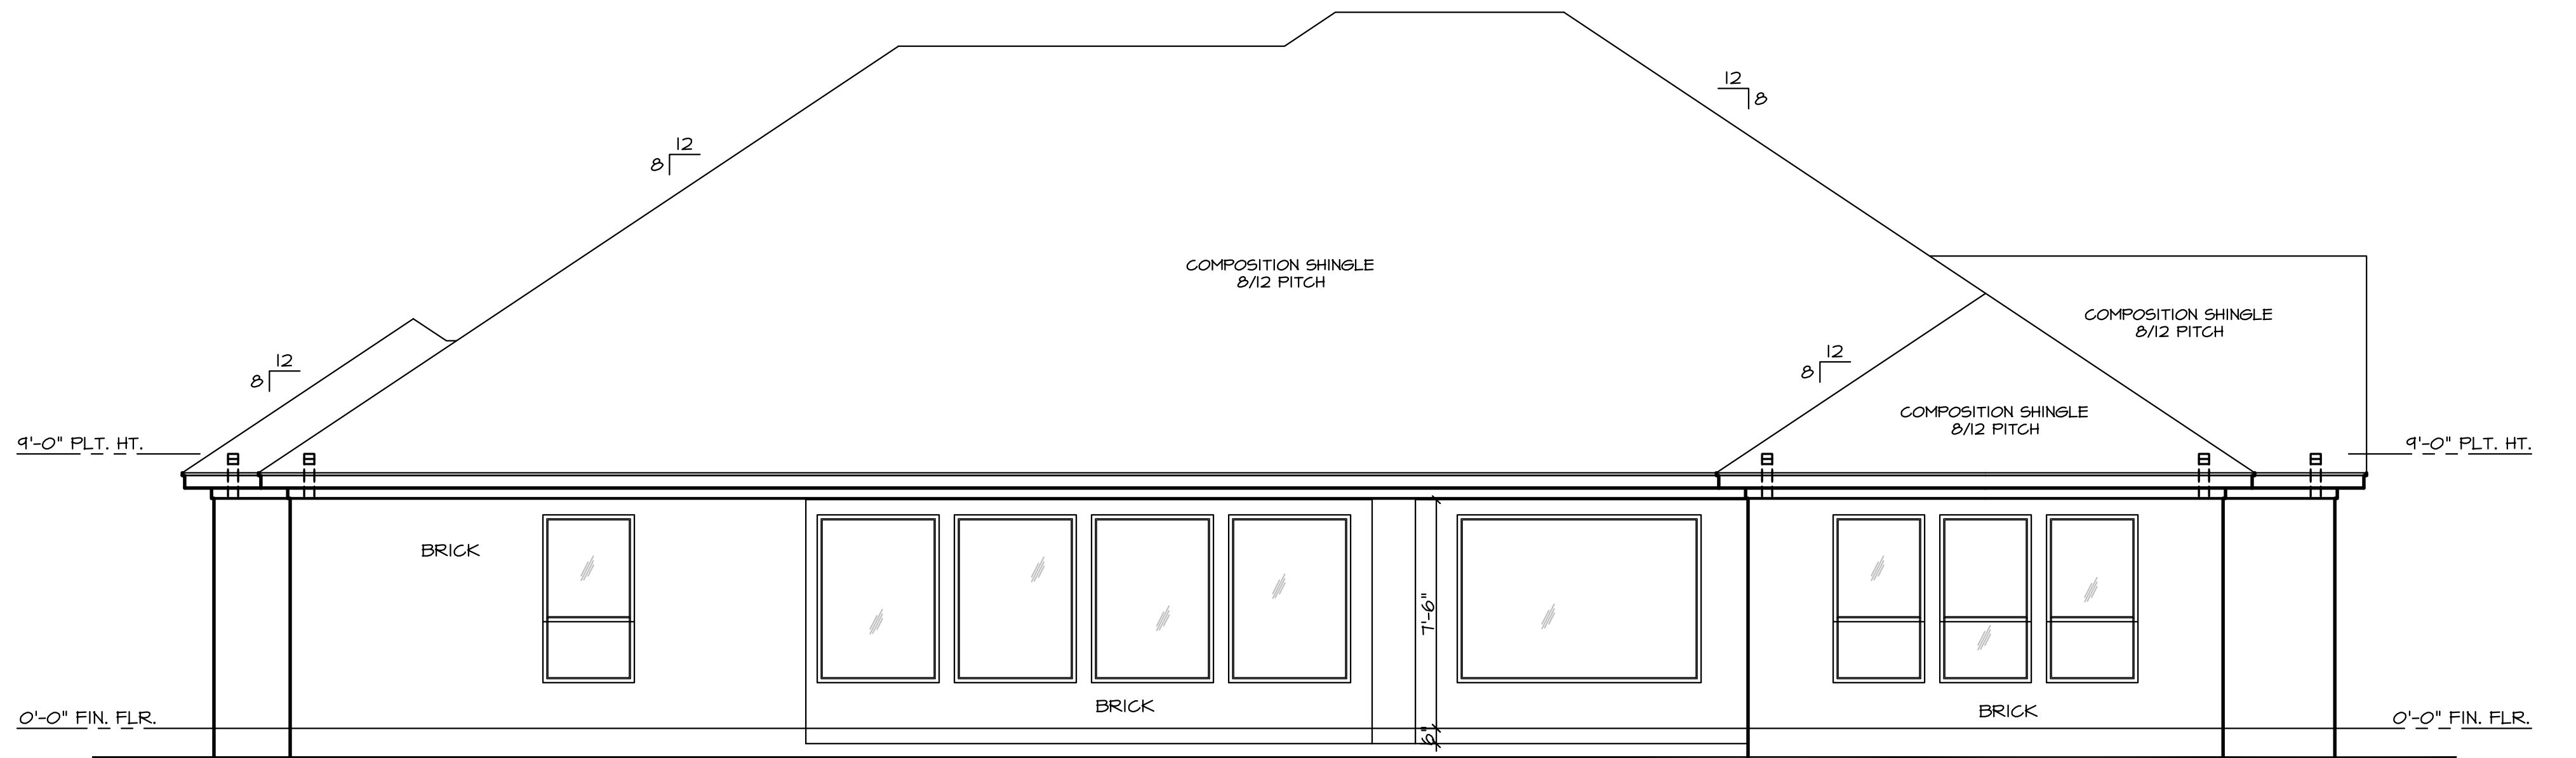 12
8
12
8
COMPOSITION SHINGLE
8/12 PITCH
COMPOSITION SHINGLE
8/12 PITCH
12
8
12
8
COMPOSITION SHINGLE
8/12 PITCH
9'-0" PLT. HT.
9'-0" PLT. HT.
BRICK
7'-6"
BRICK
BRICK
0'-0" FIN. FLR.
0'-0" FIN. FLR.
6"